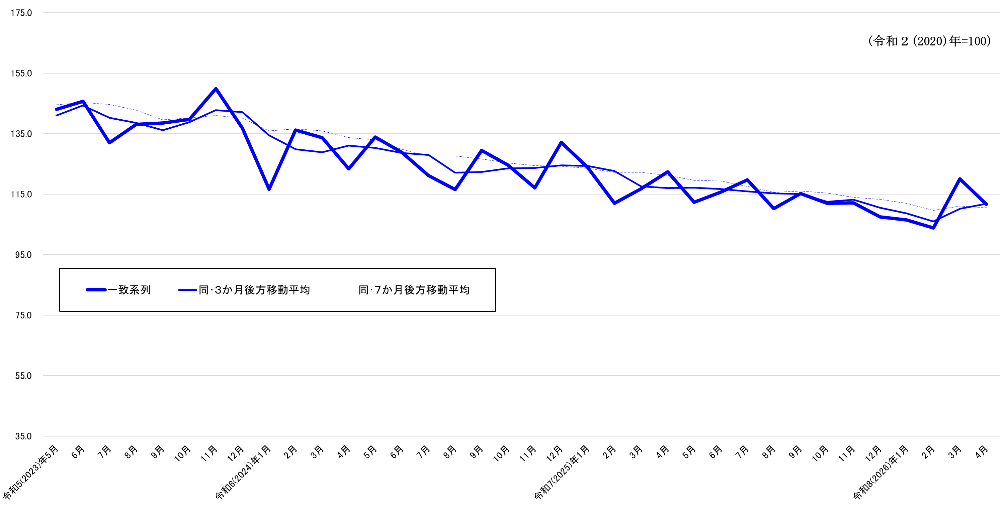 175.0
(令和２(2020)年=100)
155.0
135.0
115.0
95.0
一致系列 同･３か月後方移動平均 同･７か月後方移動平均
75.0
55.0
35.0
令和5(2023)年5月
6月
7月
8月
9月
10月
11月
12月
令和6(2024)年1月
2月
3月
4月
5月
6月
7月
8月
9月
10月
11月
12月
令和7(2025)年1月
2月
3月
4月
5月
6月
7月
8月
9月
10月
11月
12月
令和8(2026)年1月
2月
3月
4月